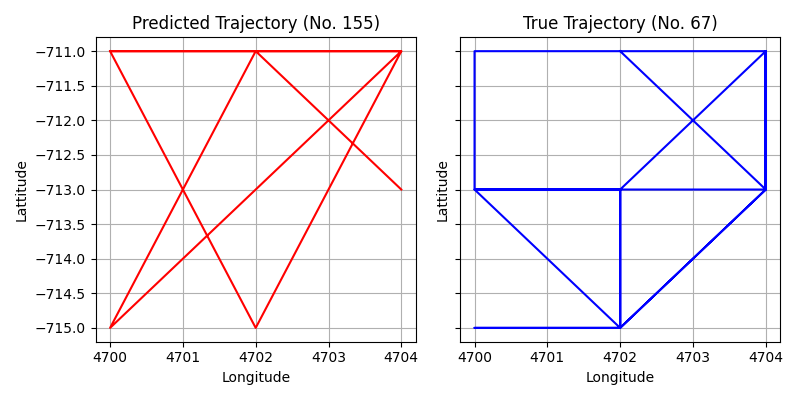 Predicted Trajectory (No. 155)
−711.0
−711.5
−712.0
−712.5
−713.0
−713.5
−714.0
−714.5
−715.0
Lattitude
4700 4701 4702 4703 4704
Longitude
True Trajectory (No. 67)
Lattitude
4700 4701 4702 4703 4704
Longitude